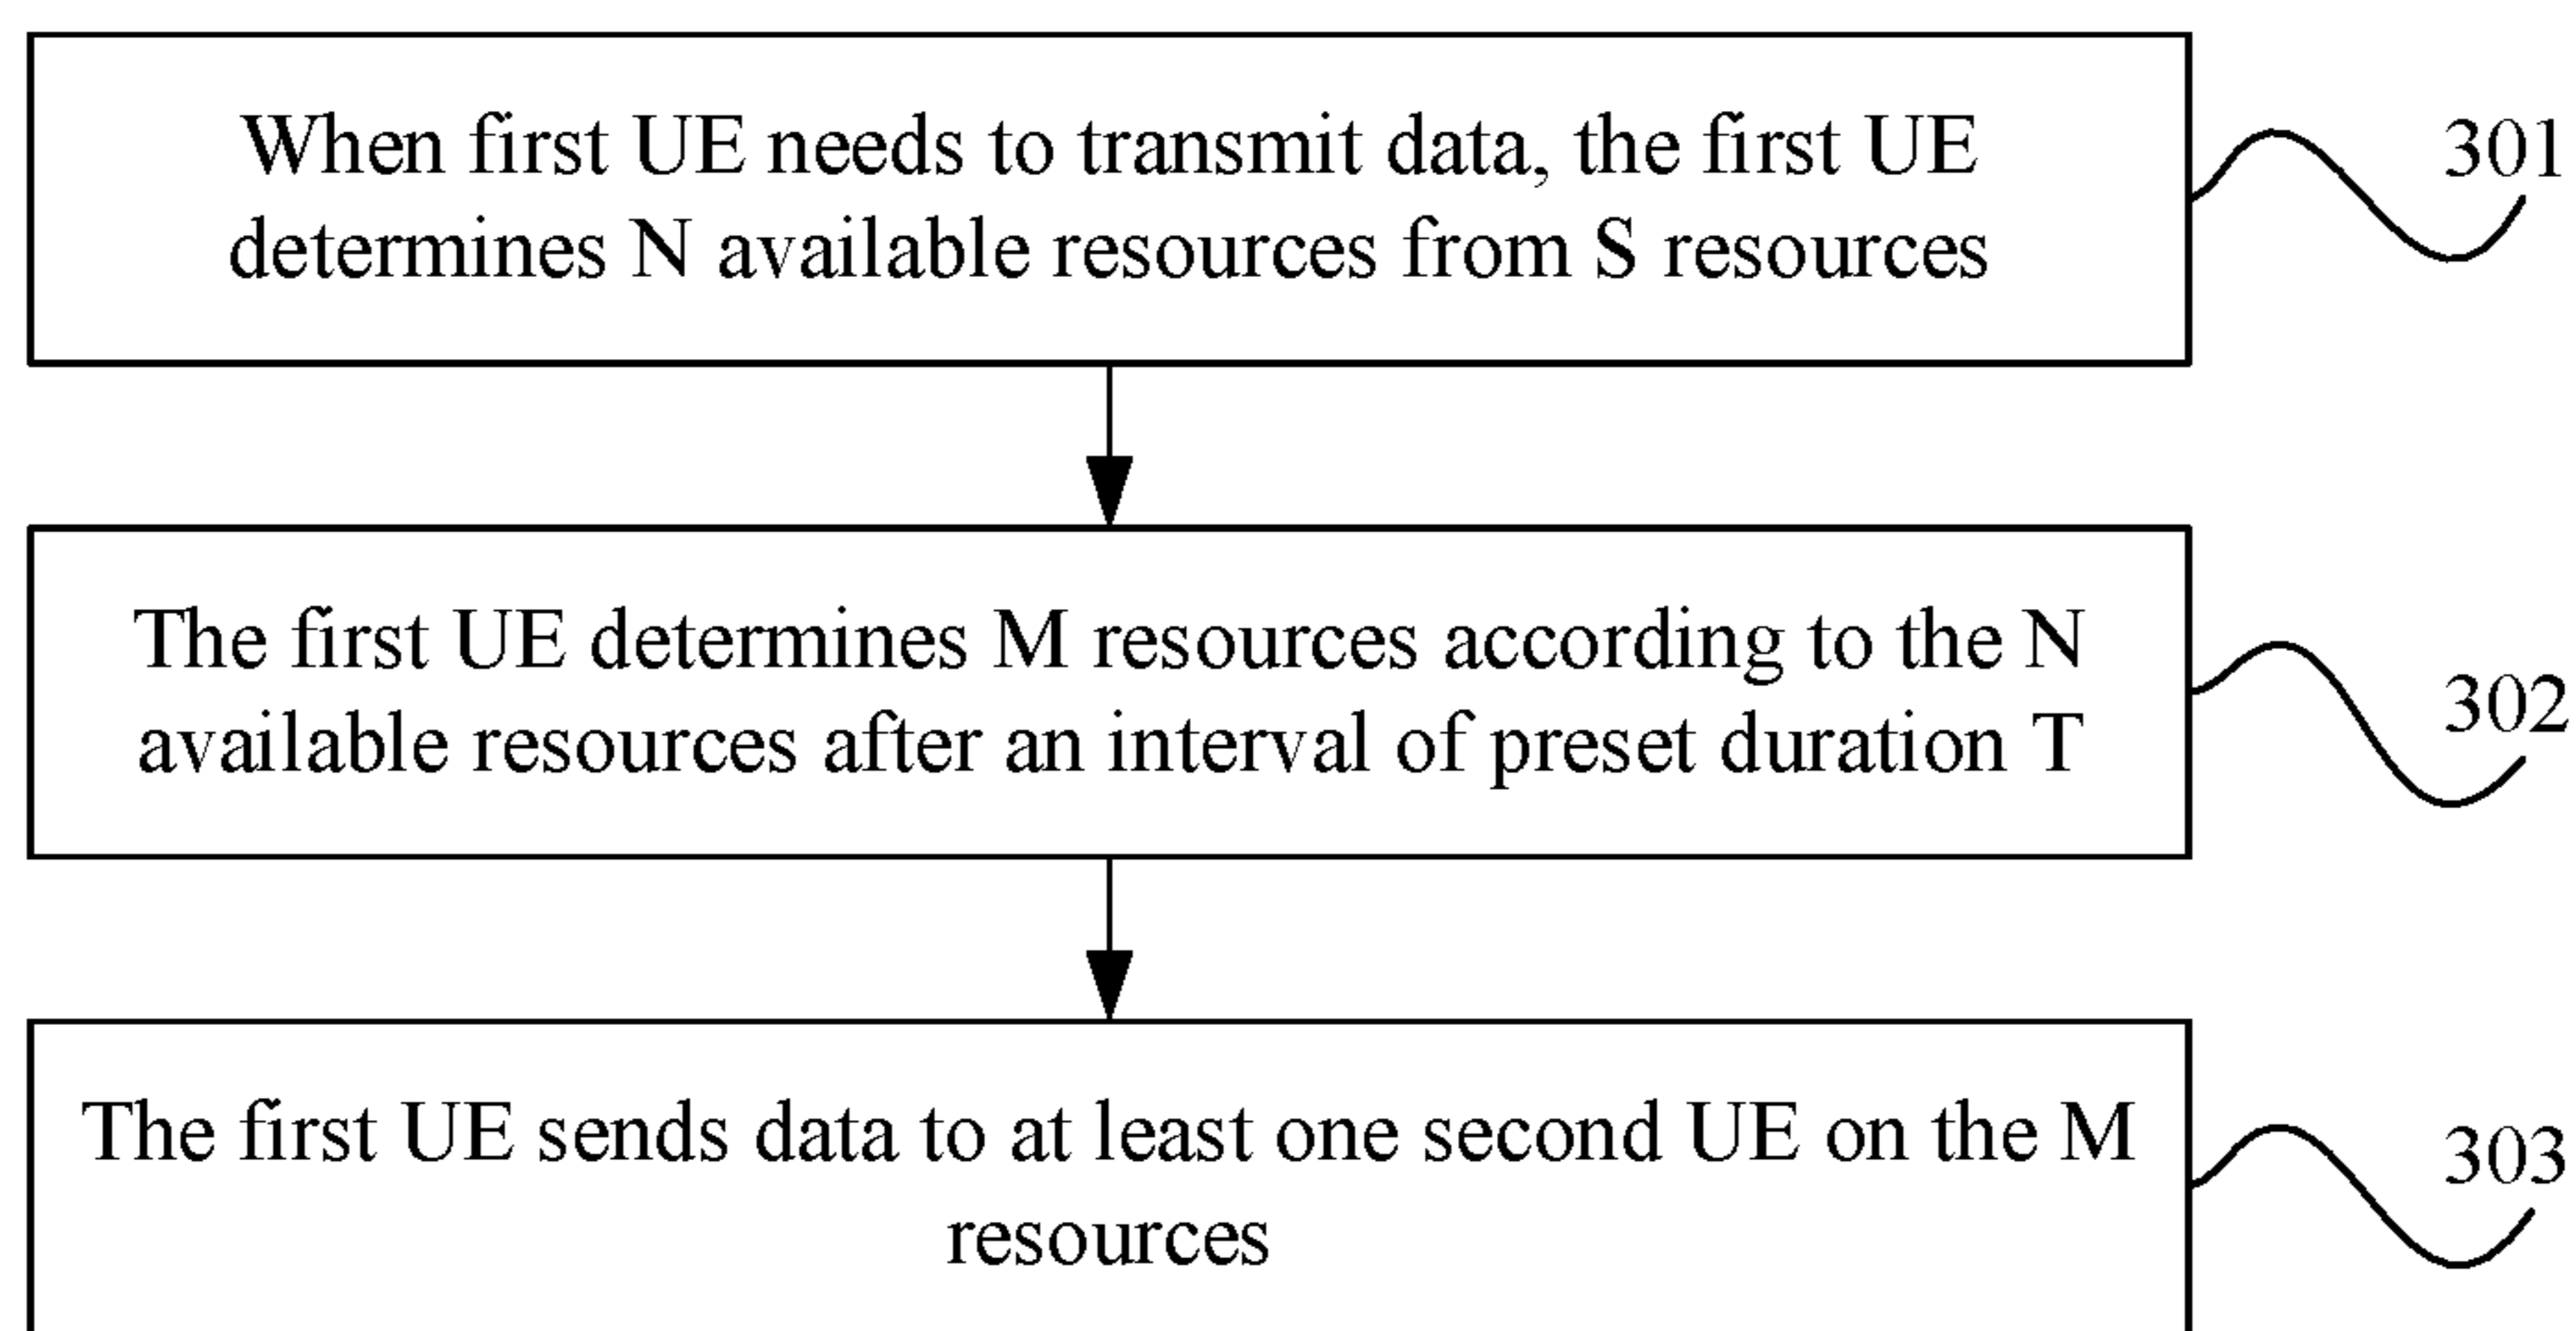 When first UE needs to transmit data, the first UE
determines N available resources from S resources
301
The first UE determines M resources according to the N
available resources after an interval of preset duration T
302
The first UE sends data to at least one second UE on the M
resources
303